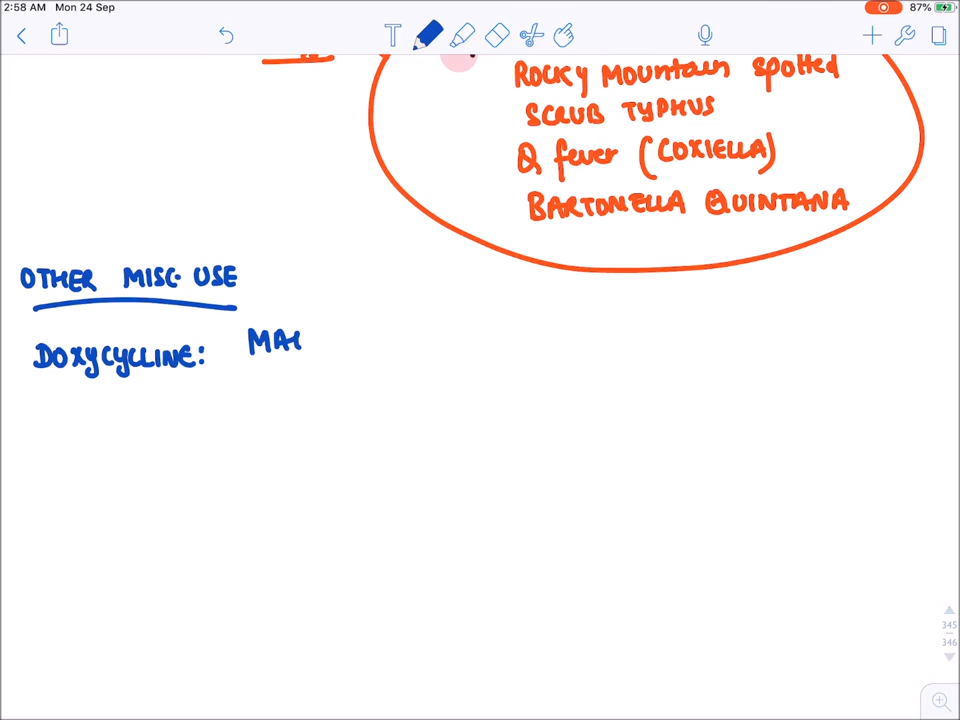 2:58 AM Mon 24 Sep 87%
T
ROCKY MOUNTAIN SPOTTED
SCRUB TYPHUS
Q fever (COXIELLA)
BARTONELLA QUINTANA
OTHER MISC. USE
DOXYCYCLINE:
345
346